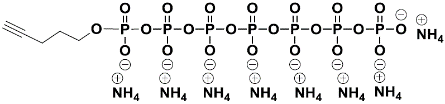 O O O O O O O ⊖ ⊕
O P O P O P O P O P O P O P O NH4
O O O O O O O
⊖ ⊖ ⊖ ⊖ ⊖ ⊖ ⊖
⊕ ⊕ ⊕ ⊕ ⊕ ⊕ ⊕
NH4 NH4 NH4 NH4 NH4 NH4 NH4